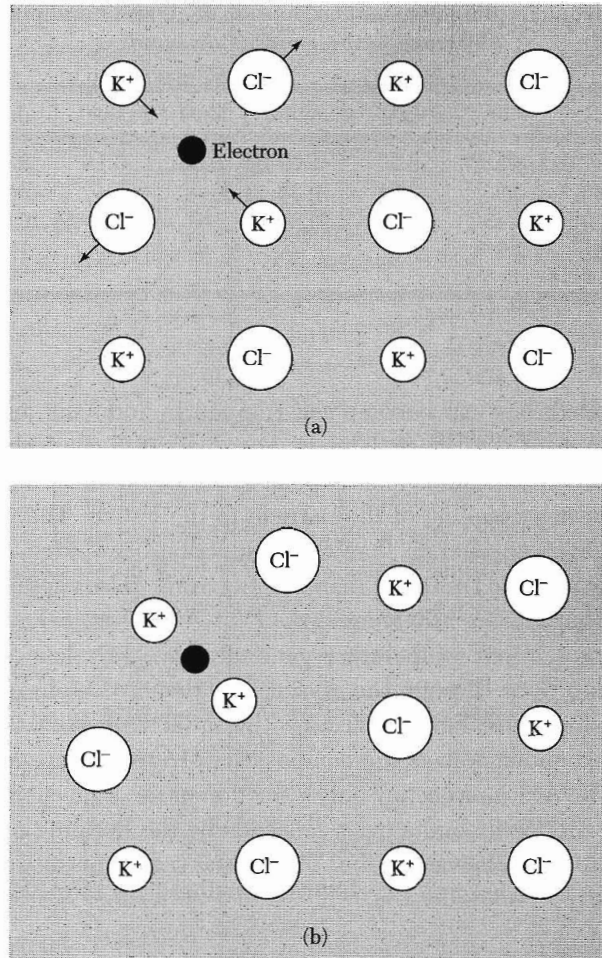 K⁺ Cl⁻ K⁺ Cl⁻
Electron
Cl⁻ K⁺ Cl⁻ K⁺
K⁺ Cl⁻ K⁺ Cl⁻
(a)
Cl⁻ K⁺ Cl⁻
K⁺
K⁺ Cl⁻ K⁺
Cl⁻
K⁺ Cl⁻ K⁺ Cl⁻
(b)